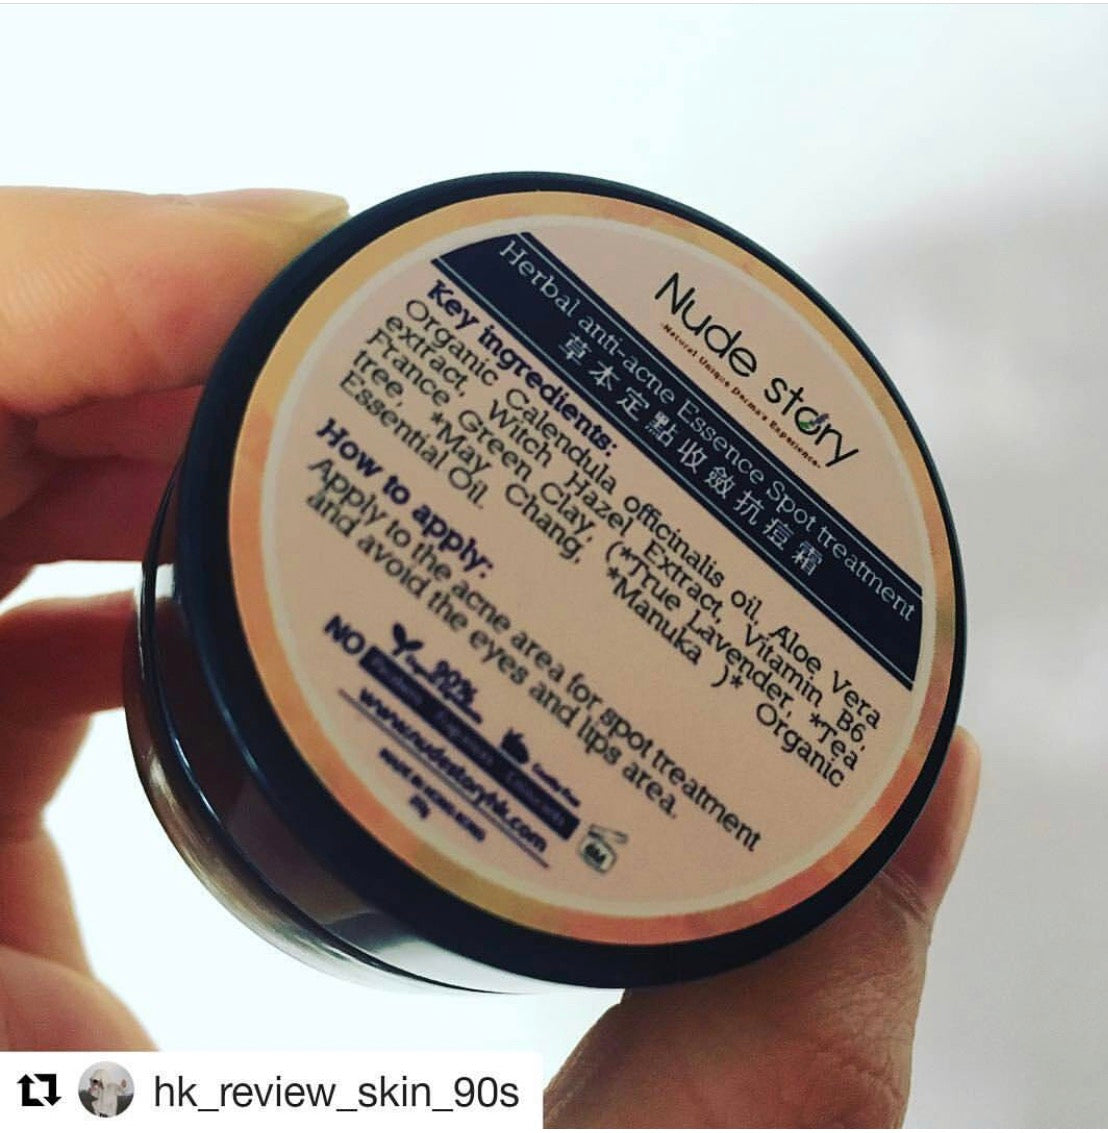 Nude story
-Natural Unique Derma's Experience-
Herbal anti-acne Essence Spot treatment
草本定點收斂抗痘霜
Key ingredients:
Organic Calendula officinalis oil, Aloe Vera
extract, Witch Hazel Extract, Vitamin B6,
France Green Clay, (*True Lavender, *Tea
tree, *May Chang, *Manuka )* Organic
Essential Oil.
How to apply:
Apply to the acne area for spot treatment
and avoid the eyes and lips area.
90%
NO
www.nudestoryhk.com
6M
hk_review_skin_90s